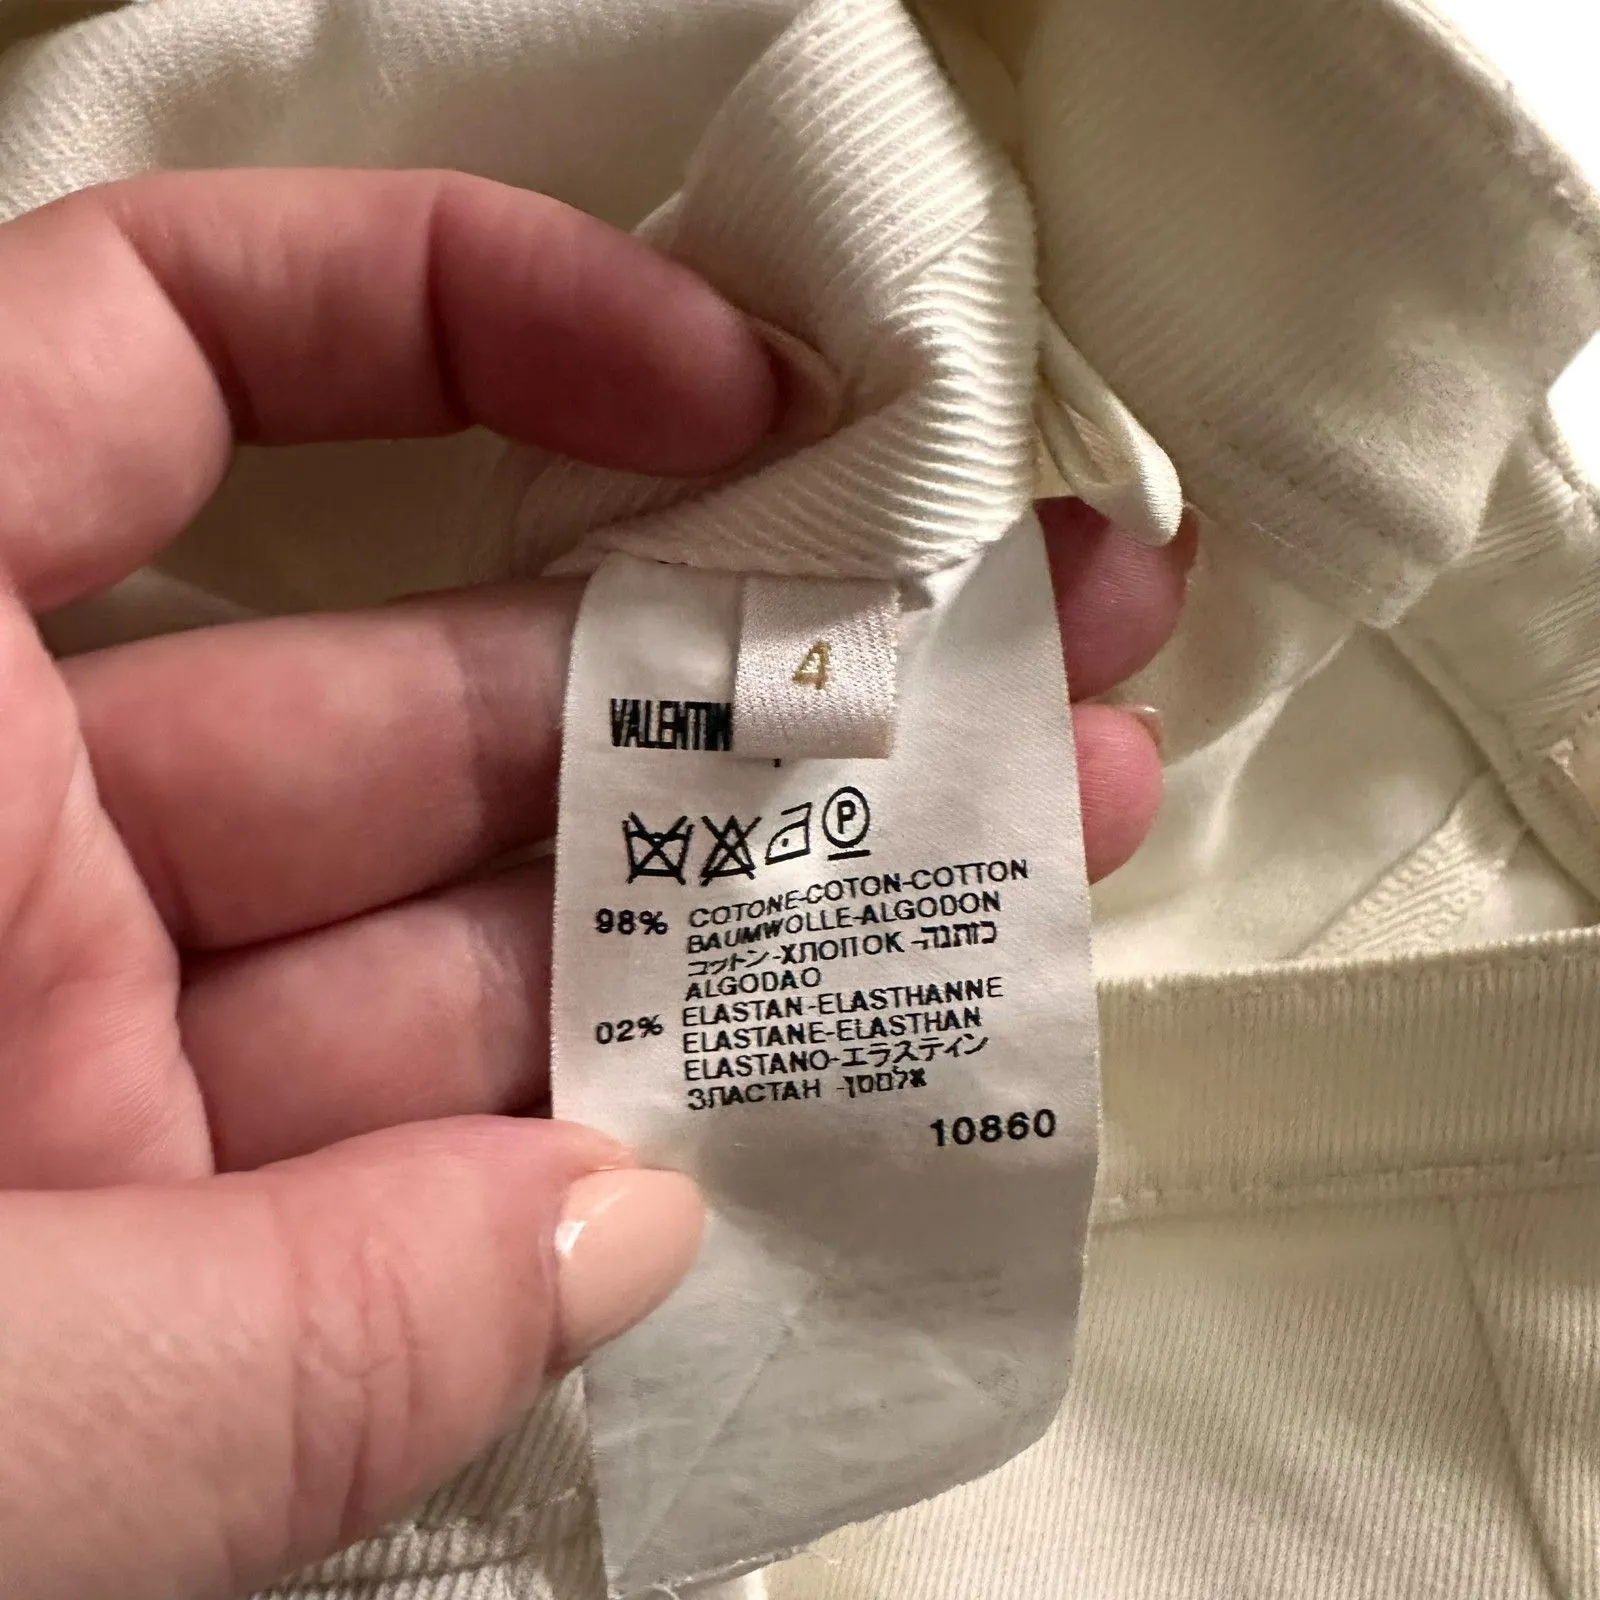 4
VALENTIN
P
98% COTONE-COTON-COTTON
BAUMWOLLE-ALGODON
コットン-ХЛОПОК-כותנה
ALGODAO
02% ELASTAN-ELASTHANNE
ELASTANE-ELASTHAN
ELASTANO-エラスティン
ЗЛАСТАН -אלסטן
10860